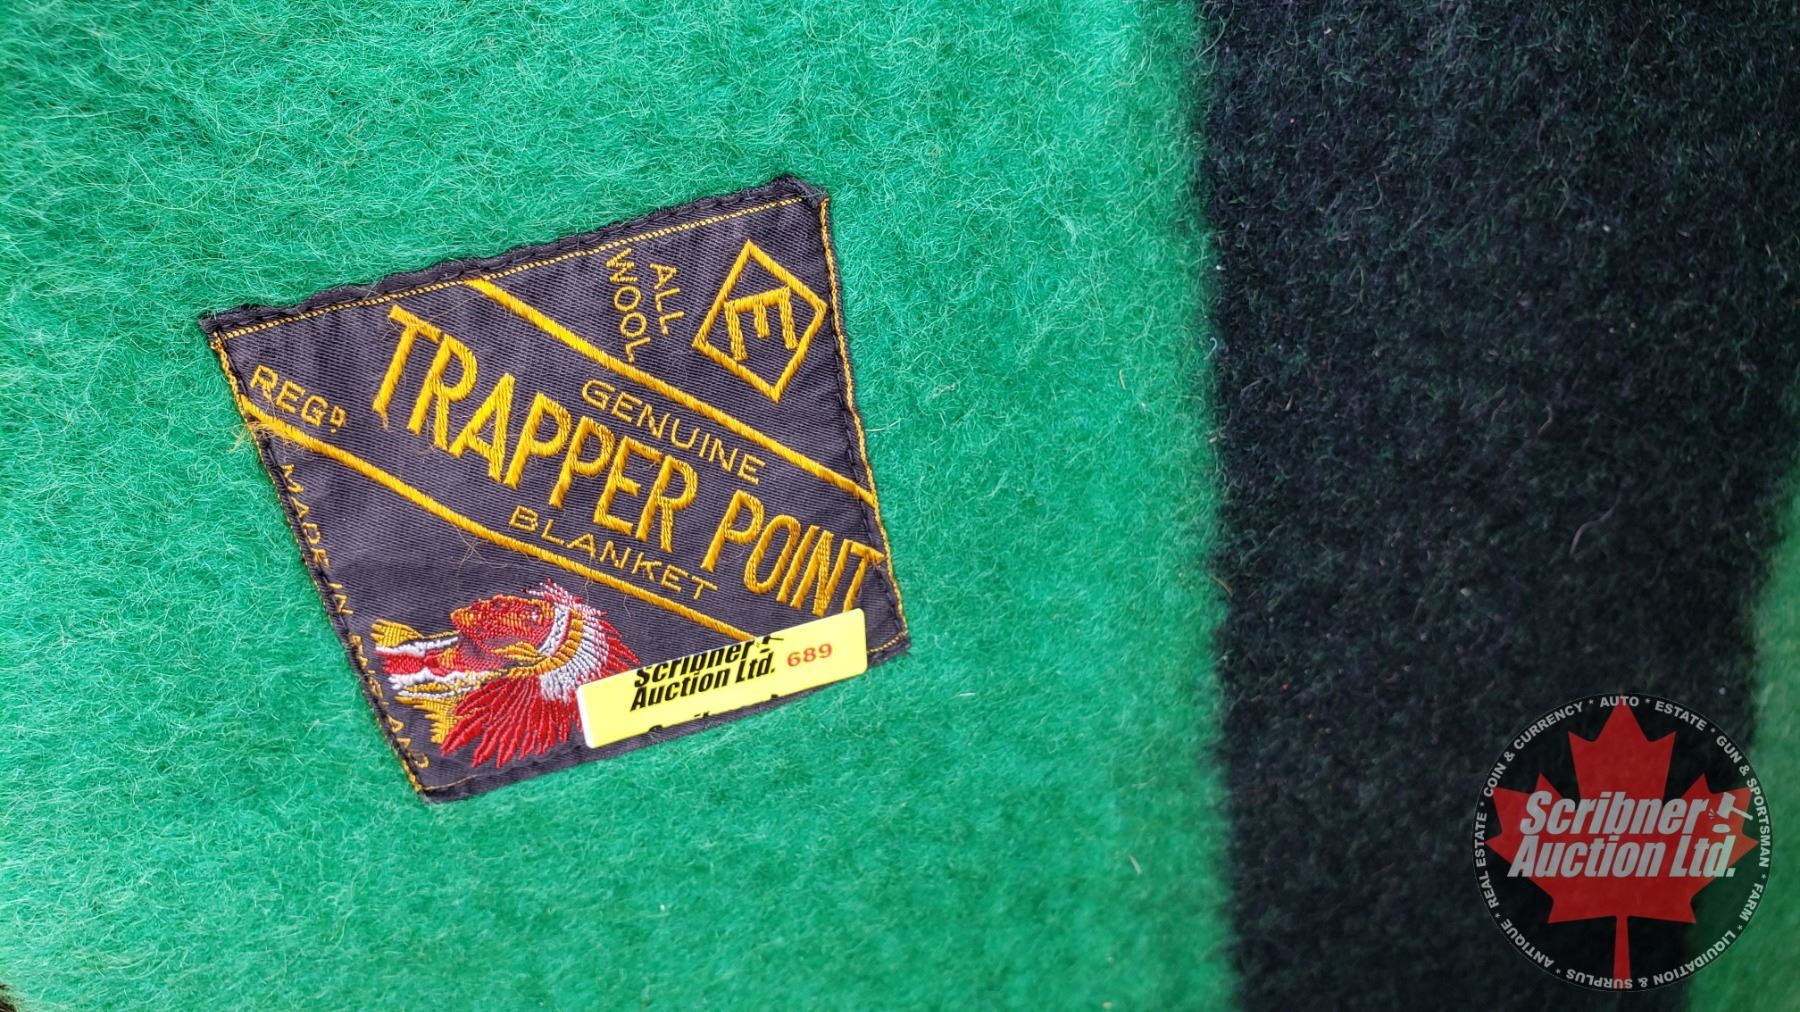 ALL
WOOL
E
GENUINE
REGD
TRAPPER POINT
BLANKET
MADE IN ENGLAND
Scribner
Auction Ltd. 689
Scribner
Auction Ltd.
ANTIQUE * REAL ESTATE * COIN & CURRENCY * AUTO * ESTATE * GUN & SPORTSMAN * FARM * LIQUIDATION & SURPLUS *